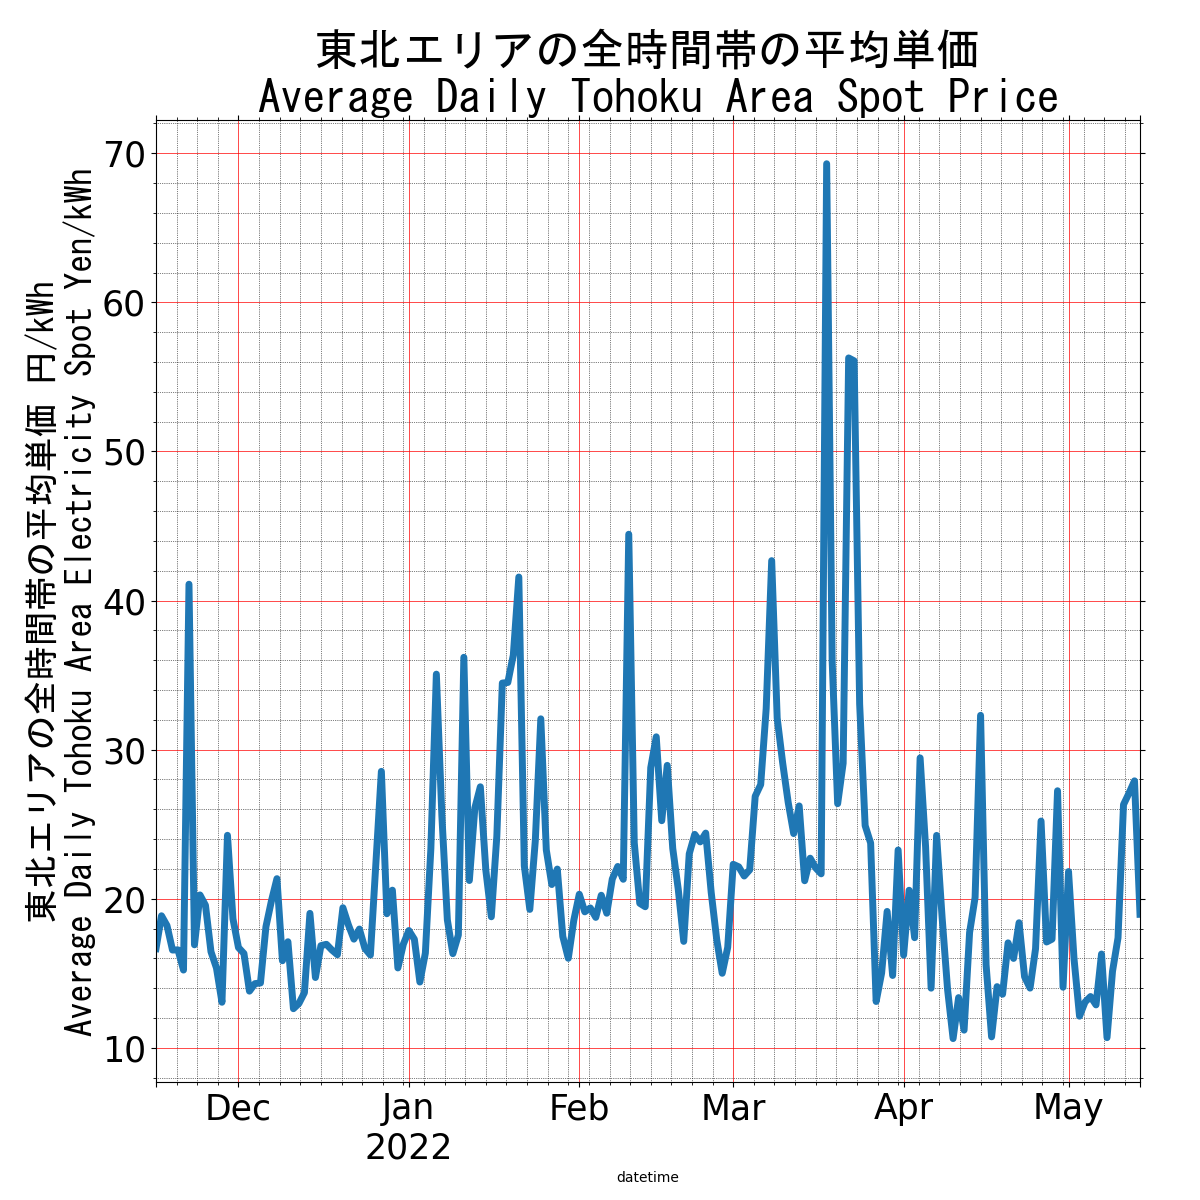 東北エリアの全時間帯の平均単価
Average Daily Tohoku Area Spot Price
東北エリアの全時間帯の平均単価 円/kWh
Average Daily Tohoku Area Electricity Spot Yen/kWh
70
60
50
40
30
20
10
Dec
Jan
2022
Feb
Mar
Apr
May
datetime